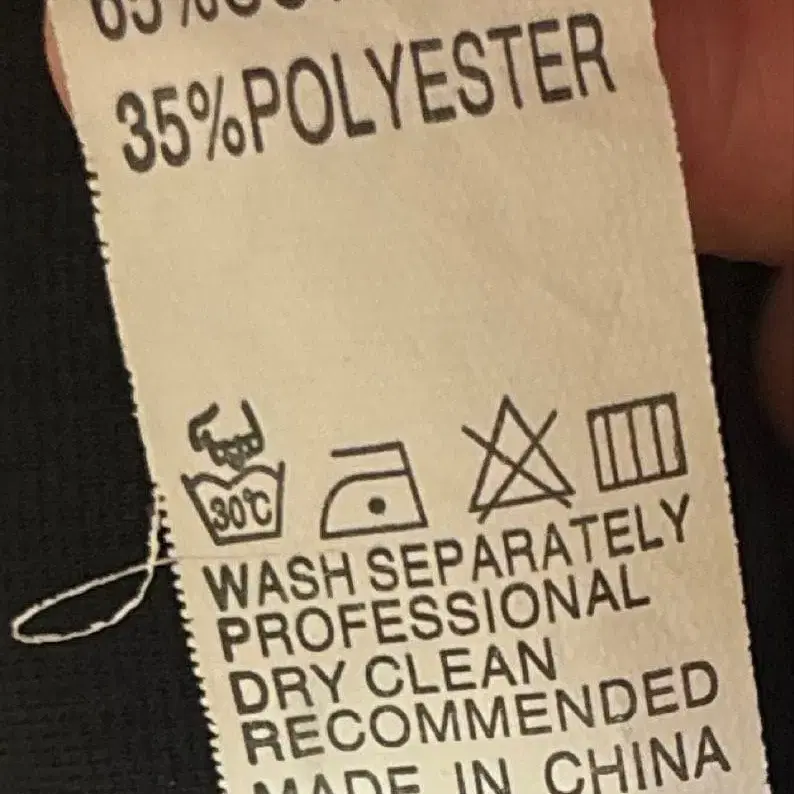 35%POLYESTER
30℃
WASH SEPARATELY
PROFESSIONAL
DRY CLEAN
RECOMMENDED
MADE IN CHINA